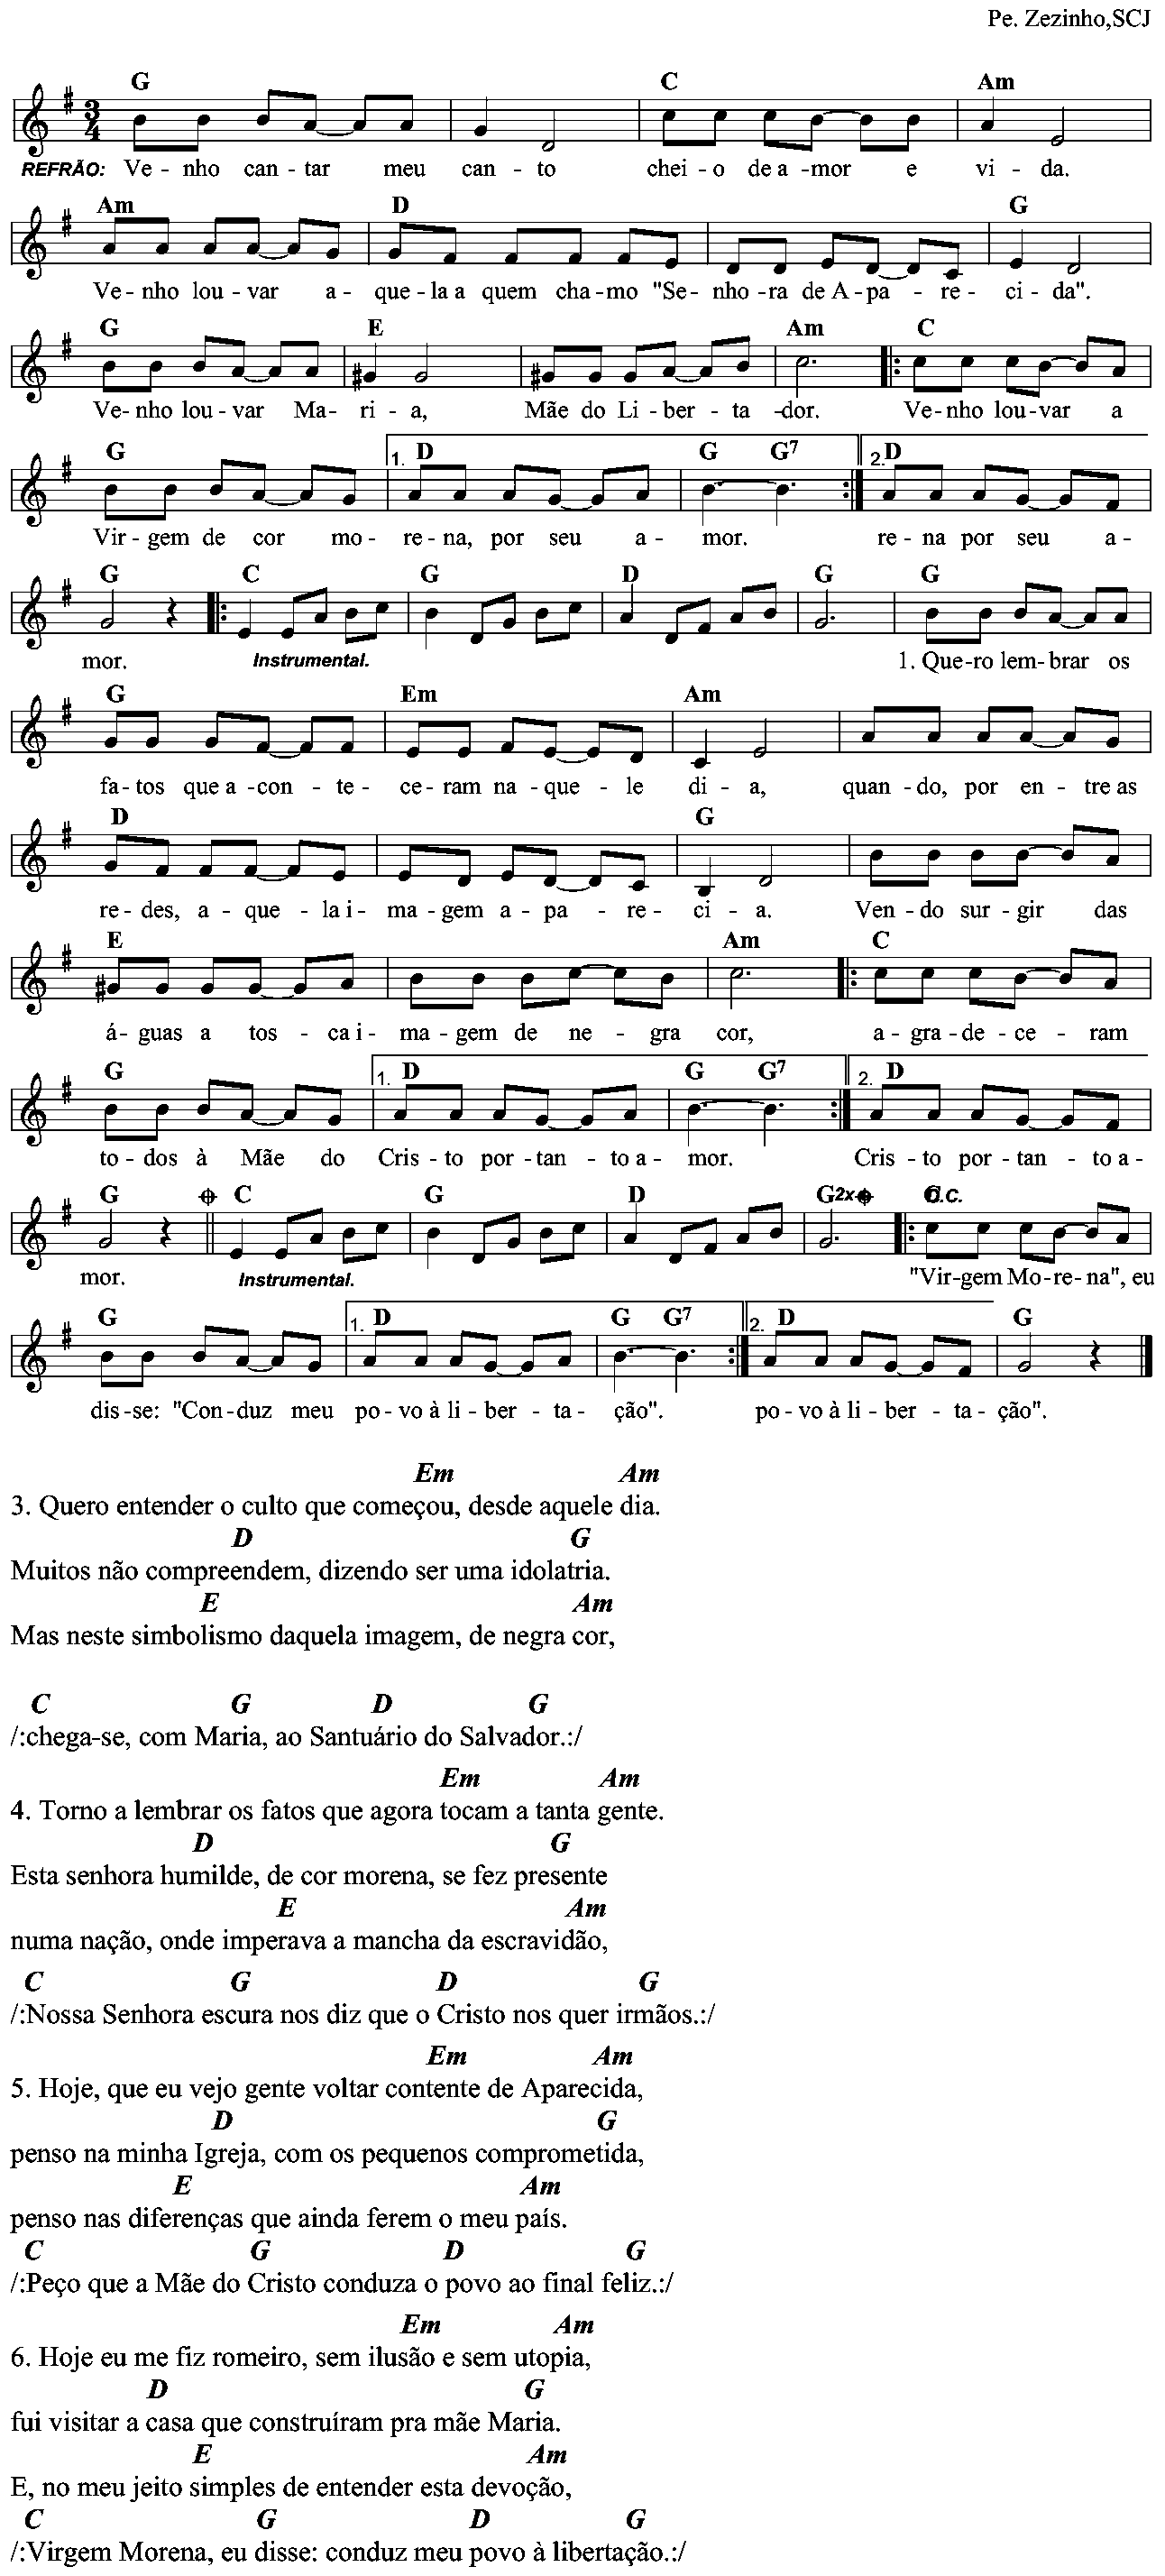 Pe. Zezinho,SCJ
G C Am
3
4
REFRÃO: Ve - nho can - tar meu can - to chei - o de a - mor e vi - da.
Am D G
Ve - nho lou - var a - que - la a quem cha - mo "Se - nho - ra de A - pa - re - ci - da".
G E Am C
Ve - nho lou - var Ma - ri - a, Mãe do Li - ber - ta - dor. Ve - nho lou - var a
G 1. D G G7 2. D
Vir - gem de cor mo - re - na, por seu a - mor. re - na por seu a -
G C G D G G
mor. Instrumental. 1. Que - ro lem - brar os
G Em Am
fa - tos que a - con - te - ce - ram na - que - le di - a, quan - do, por en - tre as
D G
re - des, a - que - la i - ma - gem a - pa - re - ci - a. Ven - do sur - gir das
E Am C
á - guas a tos - ca i - ma - gem de ne - gra cor, a - gra - de - ce - ram
G 1. D G G7 2. D
to - dos à Mãe do Cris - to por - tan - to a - mor. Cris - to por - tan - to a -
G C G D G 2x D.C.
mor. Instrumental. "Vir - gem Mo - re - na", eu
G 1. D G G7 2. D G
dis - se: "Con - duz meu po - vo à li - ber - ta - ção". po - vo à li - ber - ta - ção".
Em Am
3. Quero entender o culto que começou, desde aquele dia.
D G
Muitos não compreendem, dizendo ser uma idolatria.
E Am
Mas neste simbolismo daquela imagem, de negra cor,
C G D G
/:chega-se, com Maria, ao Santuário do Salvador.:/
Em Am
4. Torno a lembrar os fatos que agora tocam a tanta gente.
D G
Esta senhora humilde, de cor morena, se fez presente
E Am
numa nação, onde imperava a mancha da escravidão,
C G D G
/:Nossa Senhora escura nos diz que o Cristo nos quer irmãos.:/
Em Am
5. Hoje, que eu vejo gente voltar contente de Aparecida,
D G
penso na minha Igreja, com os pequenos comprometida,
E Am
penso nas diferenças que ainda ferem o meu país.
C G D G
/:Peço que a Mãe do Cristo conduza o povo ao final feliz.:/
Em Am
6. Hoje eu me fiz romeiro, sem ilusão e sem utopia,
D G
fui visitar a casa que construíram pra mãe Maria.
E Am
E, no meu jeito simples de entender esta devoção,
C G D G
/:Virgem Morena, eu disse: conduz meu povo à libertação.:/